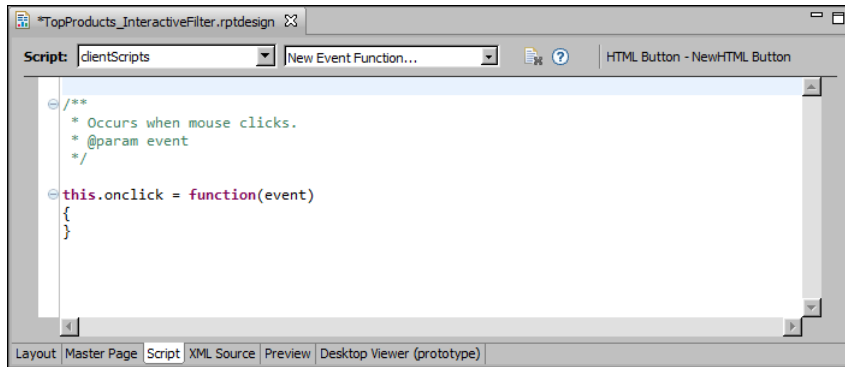 *TopProducts_InteractiveFilter.rptdesign
Script: clientScripts New Event Function... HTML Button - NewHTML Button
/**
* Occurs when mouse clicks.
* @param event
*/
this.onclick = function(event)
{
}
Layout Master Page Script XML Source Preview Desktop Viewer (prototype)